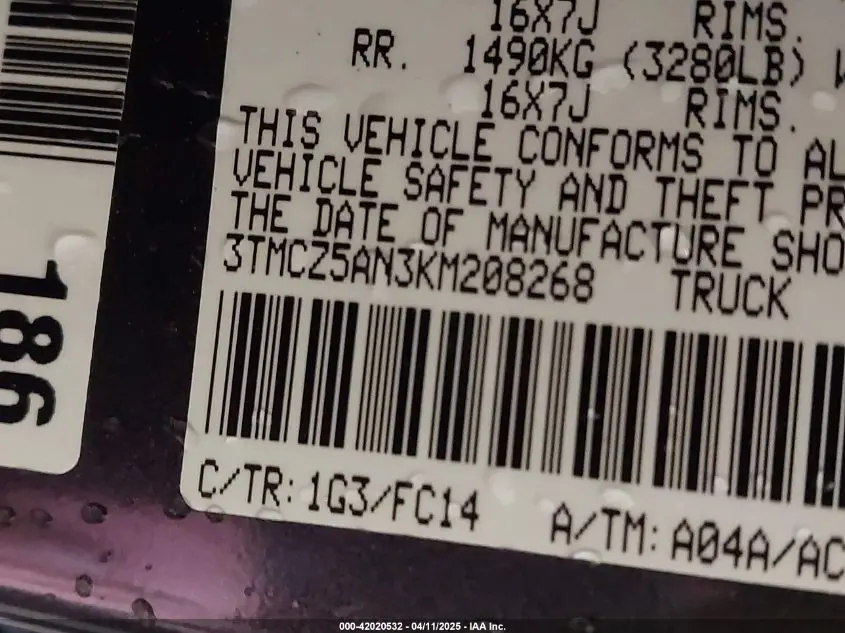 16X7J RIMS.
RR. 1490KG (3280LB)
16X7J RIMS.
THIS VEHICLE CONFORMS TO AL
VEHICLE SAFETY AND THEFT PR
THE DATE OF MANUFACTURE SHO
3TMCZ5AN3KM208268 TRUCK
C/TR: 1G3/FC14 A/TM: A04A/AC
186
000-42020532 - 04/11/2025 - IAA Inc.